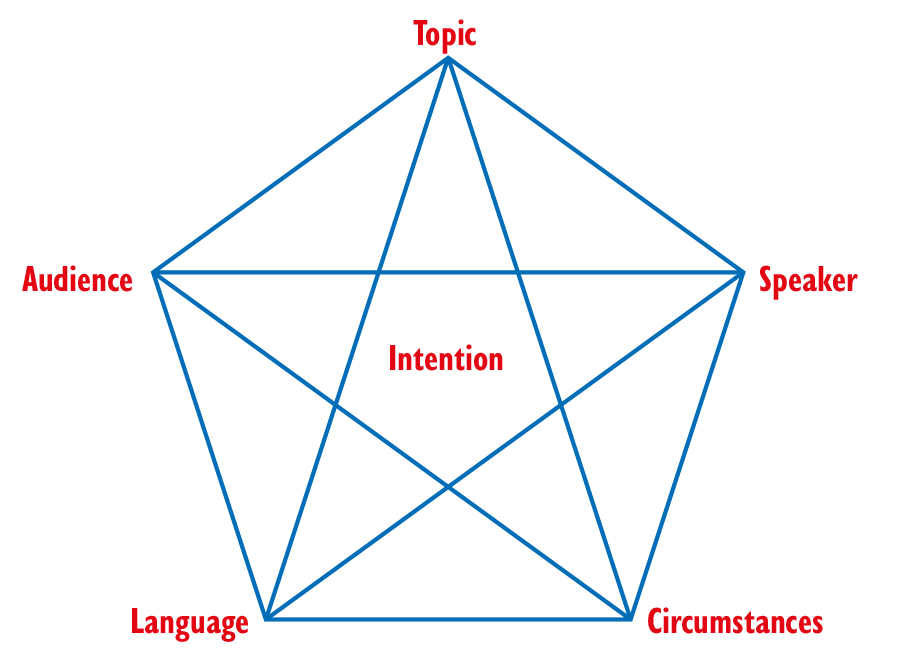 Topic
Audience
Speaker
Intention
Language
Circumstances